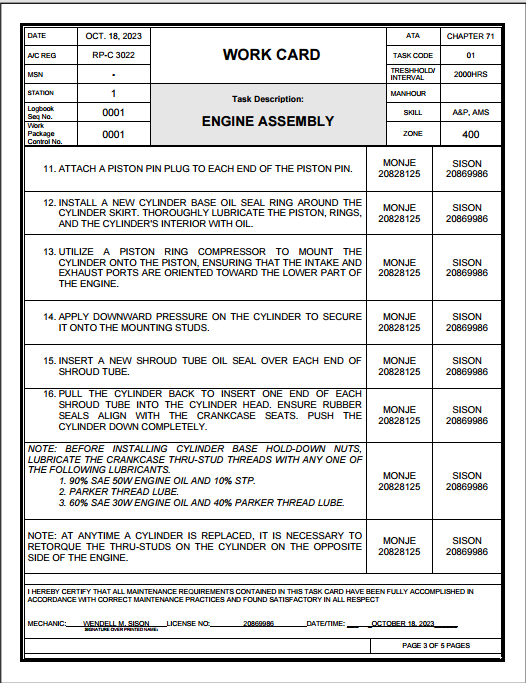 DATE OCT. 18, 2023 WORK CARD ATA CHAPTER 71
A/C REG RP-C 3022 TASK CODE 01
MSN - TRESHHOLD/ INTERVAL 2000HRS
STATION 1 Task Description: MANHOUR
Logbook Seq No. 0001 ENGINE ASSEMBLY SKILL A&P, AMS
Work Package Control No. 0001 ZONE 400
11. ATTACH A PISTON PIN PLUG TO EACH END OF THE PISTON PIN.
MONJE SISON
20828125 20869986
12. INSTALL A NEW CYLINDER BASE OIL SEAL RING AROUND THE
CYLINDER SKIRT. THOROUGHLY LUBRICATE THE PISTON, RINGS,
AND THE CYLINDER'S INTERIOR WITH OIL.
MONJE SISON
20828125 20869986
13. UTILIZE A PISTON RING COMPRESSOR TO MOUNT THE
CYLINDER ONTO THE PISTON, ENSURING THAT THE INTAKE AND
EXHAUST PORTS ARE ORIENTED TOWARD THE LOWER PART OF
THE ENGINE.
MONJE SISON
20828125 20869986
14. APPLY DOWNWARD PRESSURE ON THE CYLINDER TO SECURE
IT ONTO THE MOUNTING STUDS.
MONJE SISON
20828125 20869986
15. INSERT A NEW SHROUD TUBE OIL SEAL OVER EACH END OF
SHROUD TUBE.
MONJE SISON
20828125 20869986
16. PULL THE CYLINDER BACK TO INSERT ONE END OF EACH
SHROUD TUBE INTO THE CYLINDER HEAD. ENSURE RUBBER
SEALS ALIGN WITH THE CRANKCASE SEATS. PUSH THE
CYLINDER DOWN COMPLETELY.
MONJE SISON
20828125 20869986
NOTE: BEFORE INSTALLING CYLINDER BASE HOLD-DOWN NUTS,
LUBRICATE THE CRANKCASE THRU-STUD THREADS WITH ANY ONE OF
THE FOLLOWING LUBRICANTS.
1. 90% SAE 50W ENGINE OIL AND 10% STP.
2. PARKER THREAD LUBE.
3. 60% SAE 30W ENGINE OIL AND 40% PARKER THREAD LUBE.
MONJE SISON
20828125 20869986
NOTE: AT ANYTIME A CYLINDER IS REPLACED, IT IS NECESSARY TO
RETORQUE THE THRU-STUDS ON THE CYLINDER ON THE OPPOSITE
SIDE OF THE ENGINE.
MONJE SISON
20828125 20869986
I HEREBY CERTIFY THAT ALL MAINTENANCE REQUIREMENTS CONTAINED IN THIS TASK CARD HAVE BEEN FULLY ACCOMPLISHED IN
ACCORDANCE WITH CORRECT MAINTENANCE PRACTICES AND FOUND SATISFACTORY IN ALL RESPECT
MECHANIC: WENDELL M. SISON LICENSE NO: 20869986 DATE/TIME: OCTOBER 18, 2023
SIGNATURE OVER PRINTED NAME:
PAGE 3 OF 5 PAGES